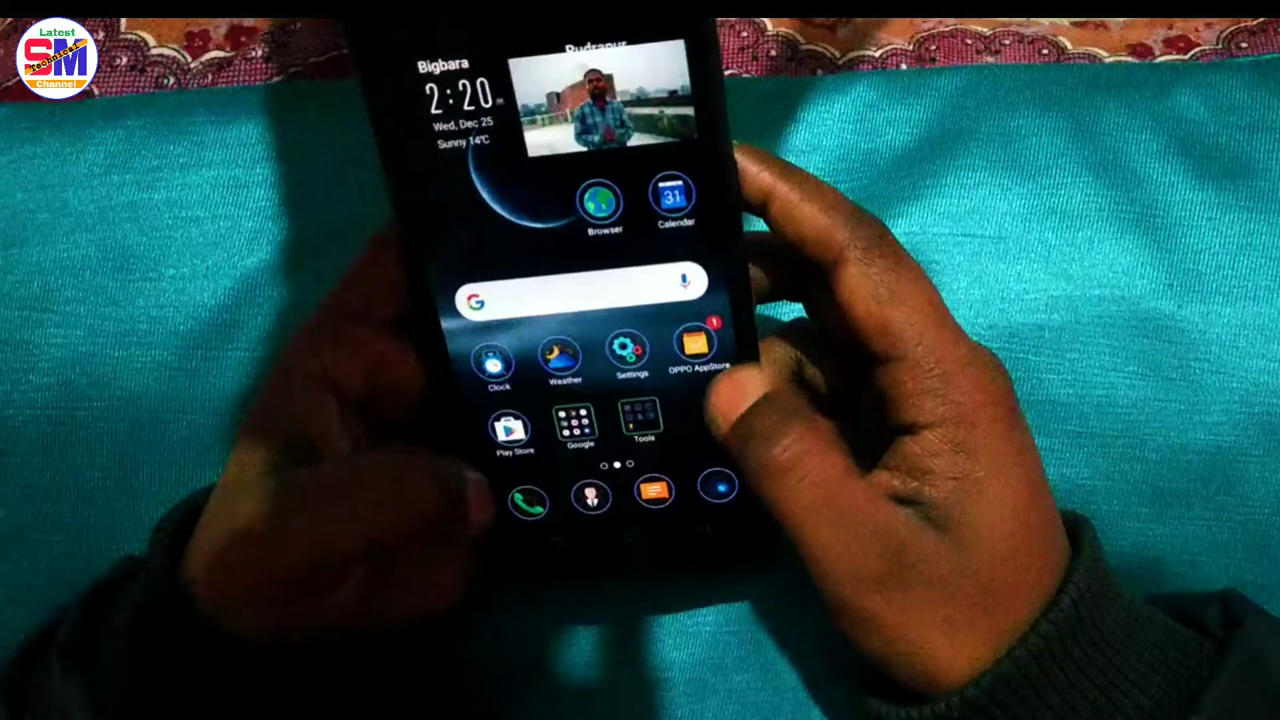 Latest
SM
Technical
Channel
Rudrapur
Bigbara
2:20
Wed, Dec 25
Sunny 14°C
31
Browser
Calendar
G
1
Clock
Weather
Settings
OPPO AppStore
Play Store
Google
Tools